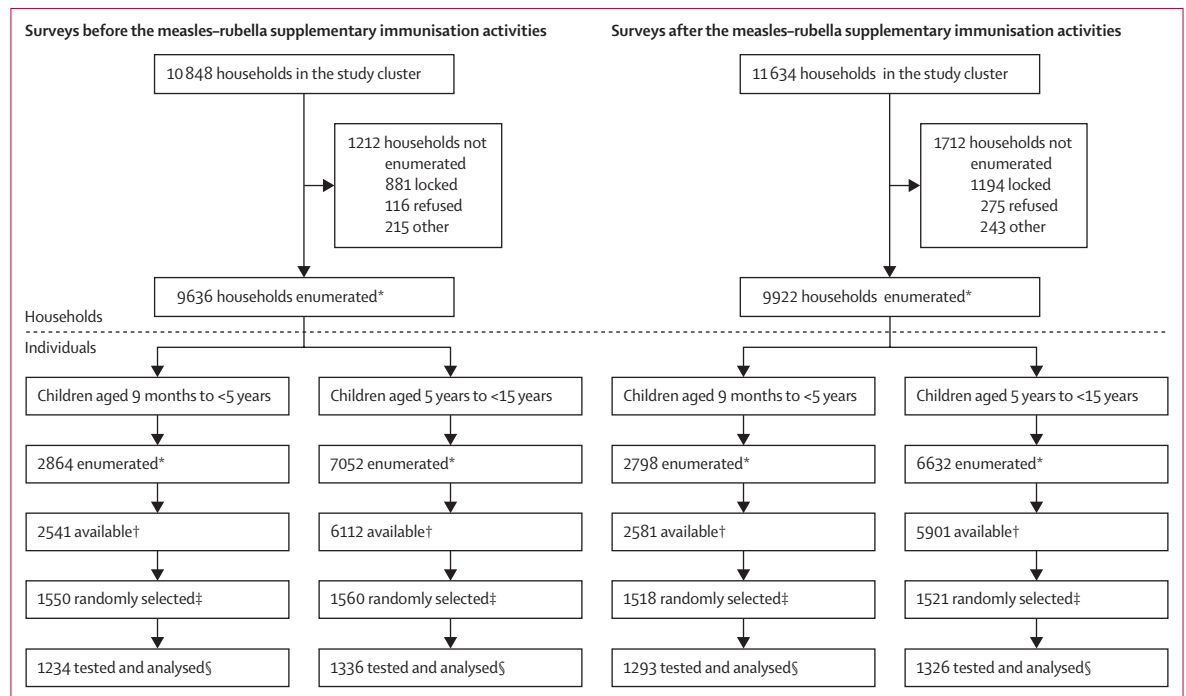 Surveys before the measles–rubella supplementary immunisation activities
10 848 households in the study cluster
1212 households not
enumerated
881 locked
116 refused
215 other
9636 households enumerated*
Surveys after the measles–rubella supplementary immunisation activities
11 634 households in the study cluster
1712 households not
enumerated
1194 locked
275 refused
243 other
9922 households enumerated*
Households
Individuals
Children aged 9 months to <5 years
2864 enumerated*
2541 available†
1550 randomly selected‡
1234 tested and analysed§
Children aged 5 years to <15 years
7052 enumerated*
6112 available†
1560 randomly selected‡
1336 tested and analysed§
Children aged 9 months to <5 years
2798 enumerated*
2581 available†
1518 randomly selected‡
1293 tested and analysed§
Children aged 5 years to <15 years
6632 enumerated*
5901 available†
1521 randomly selected‡
1326 tested and analysed§